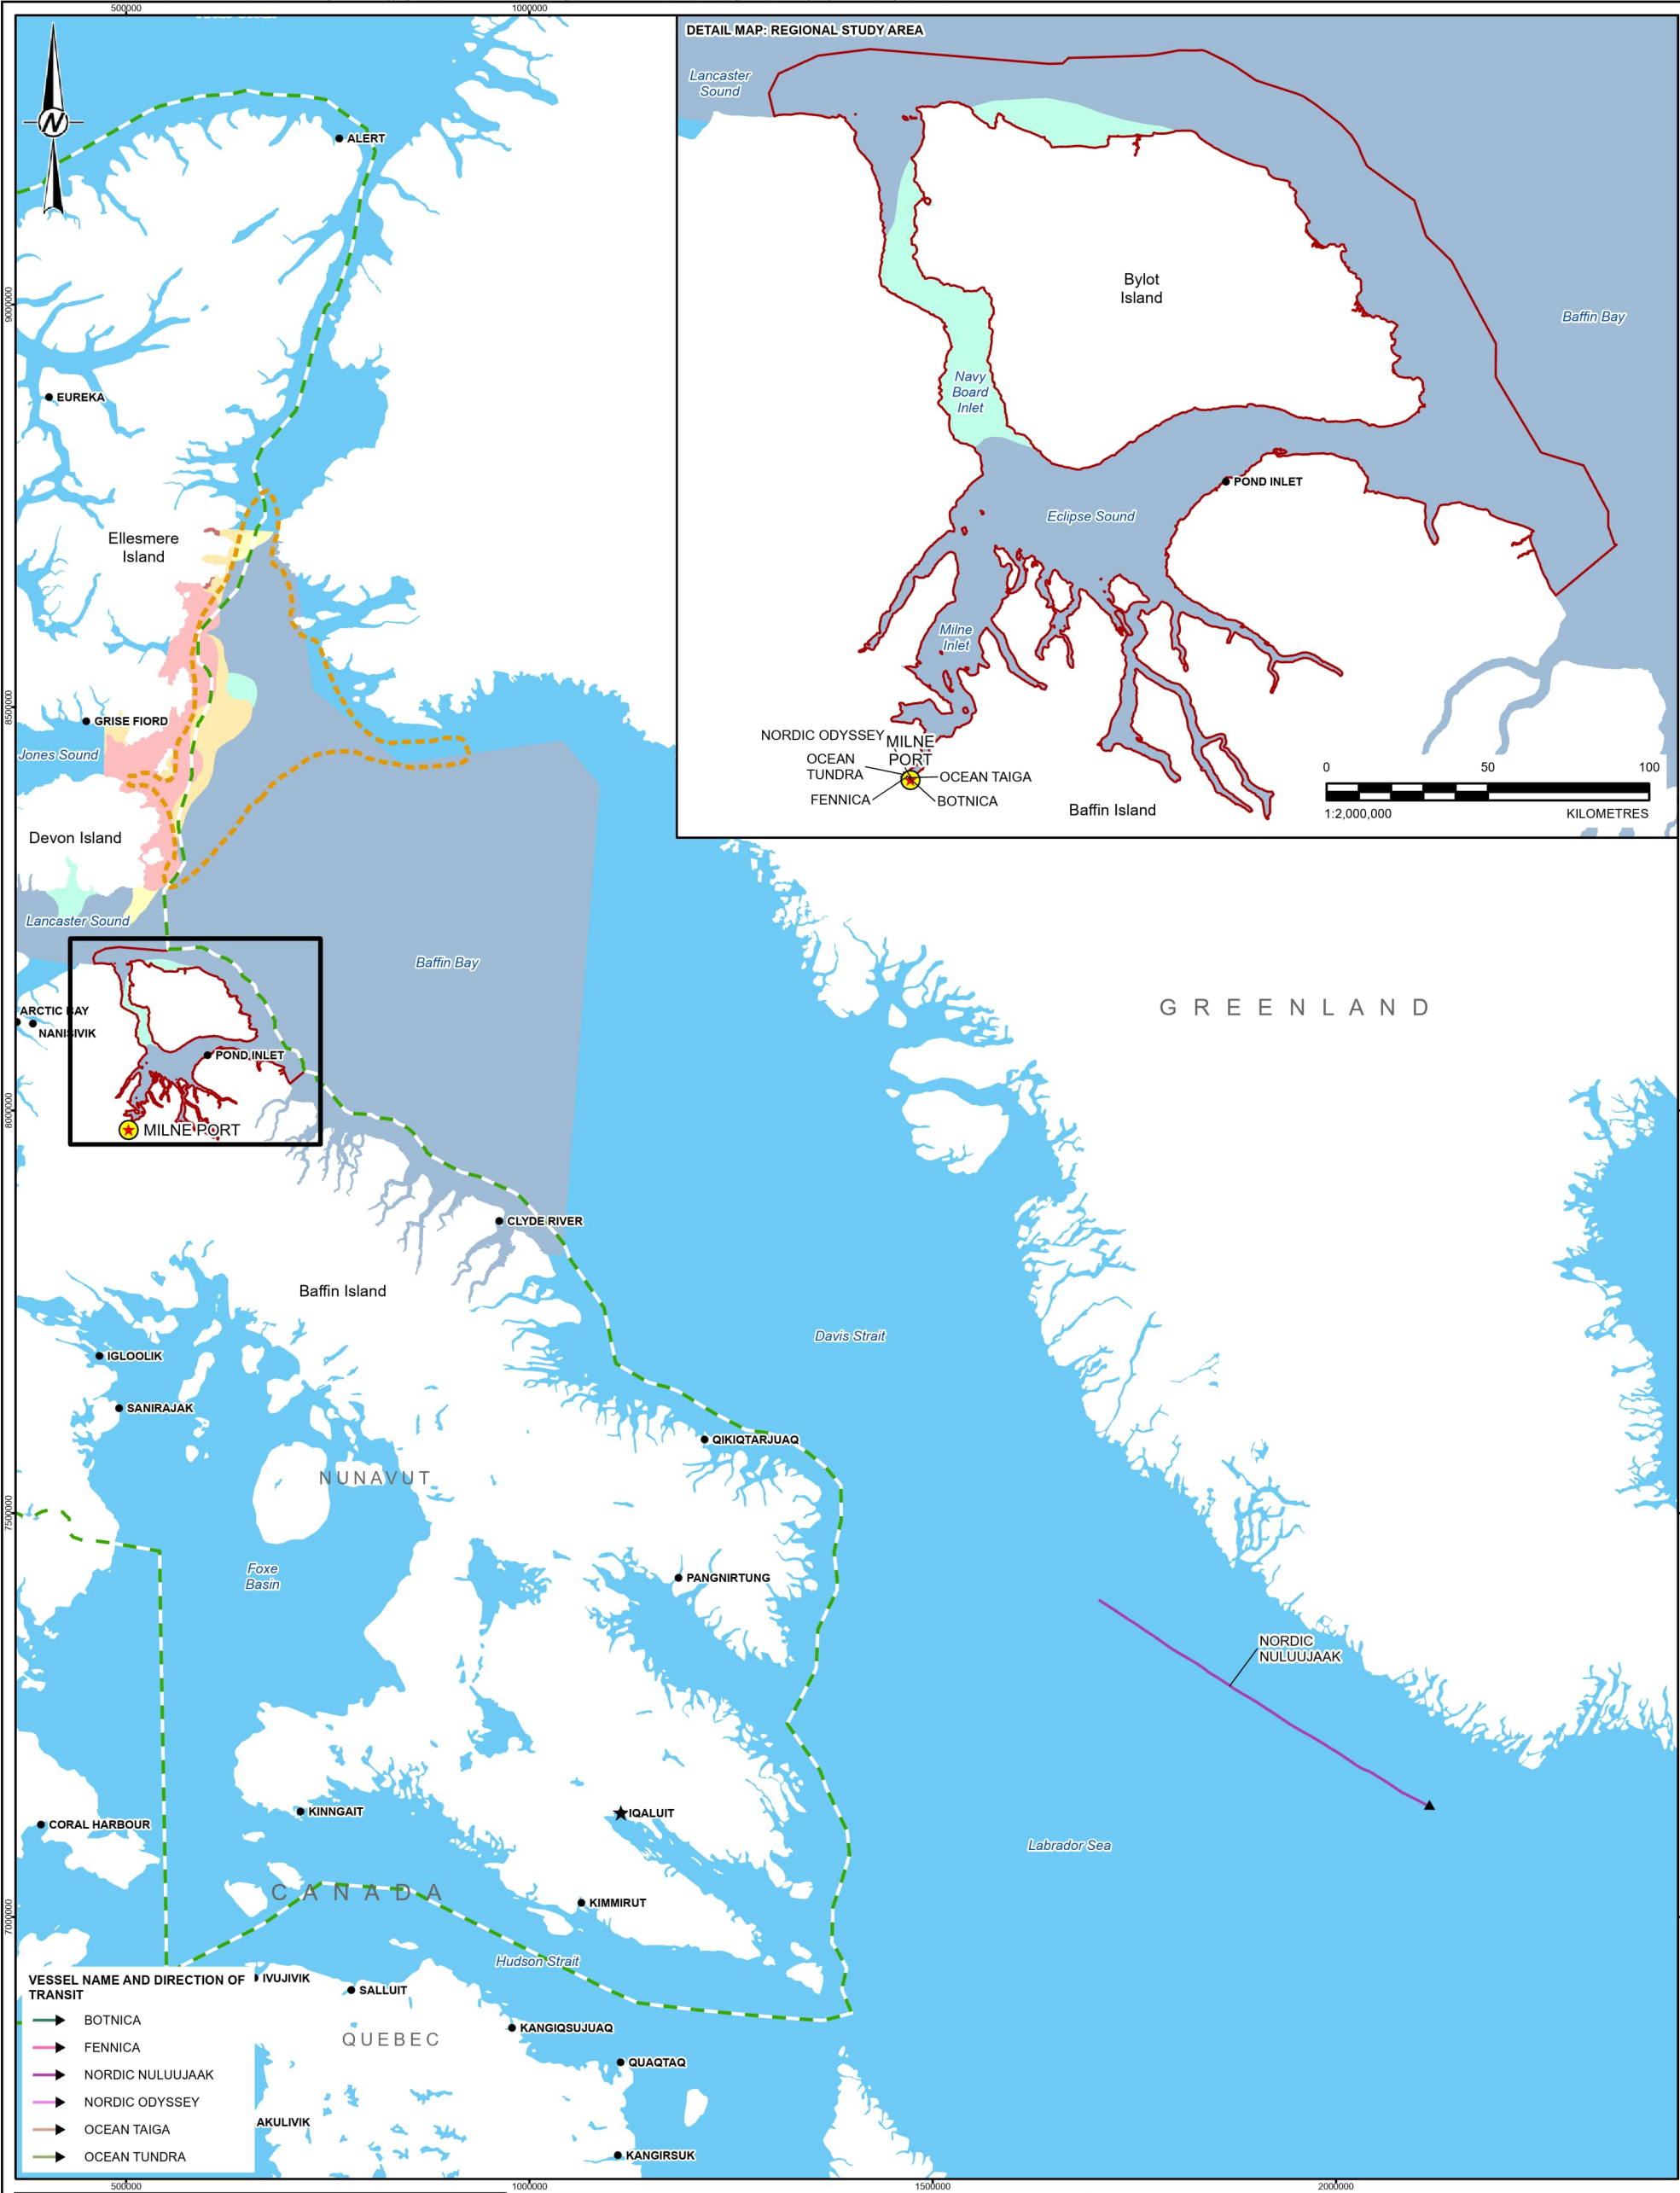 500000
1000000
N
ALERT
9000000
EUREKA
Ellesmere
Island
8500000
GRISE FIORD
Jones Sound
Devon Island
Lancaster Sound
Baffin Bay
ARCTIC BAY
NANISIVIK
POND INLET
8000000
MILNE PORT
CLYDE RIVER
Baffin Island
GREENLAND
Davis Strait
IGLOOLIK
SANIRAJAK
QIKIQTARJUAQ
NUNAVUT
7500000
Foxe
Basin
PANGNIRTUNG
NORDIC
NULUUJAAK
KINNGAIT
IQALUIT
CORAL HARBOUR
Labrador Sea
CANADA
KIMMIRUT
7000000
Hudson Strait
IVUJIVIK
SALLUIT
KANGIQSUJUAQ
QUEBEC
QUAQTAQ
AKULIVIK
KANGIRSUK
500000
1000000
1500000
2000000
DETAIL MAP: REGIONAL STUDY AREA
Lancaster
Sound
Bylot
Island
Baffin Bay
Navy
Board
Inlet
POND INLET
Eclipse Sound
Milne
Inlet
NORDIC ODYSSEY
MILNE
PORT
OCEAN
TUNDRA
OCEAN TAIGA
FENNICA
BOTNICA
Baffin Island
0
50
100
1:2,000,000
KILOMETRES
VESSEL NAME AND DIRECTION OF
TRANSIT
BOTNICA
FENNICA
NORDIC NULUUJAAK
NORDIC ODYSSEY
OCEAN TAIGA
OCEAN TUNDRA